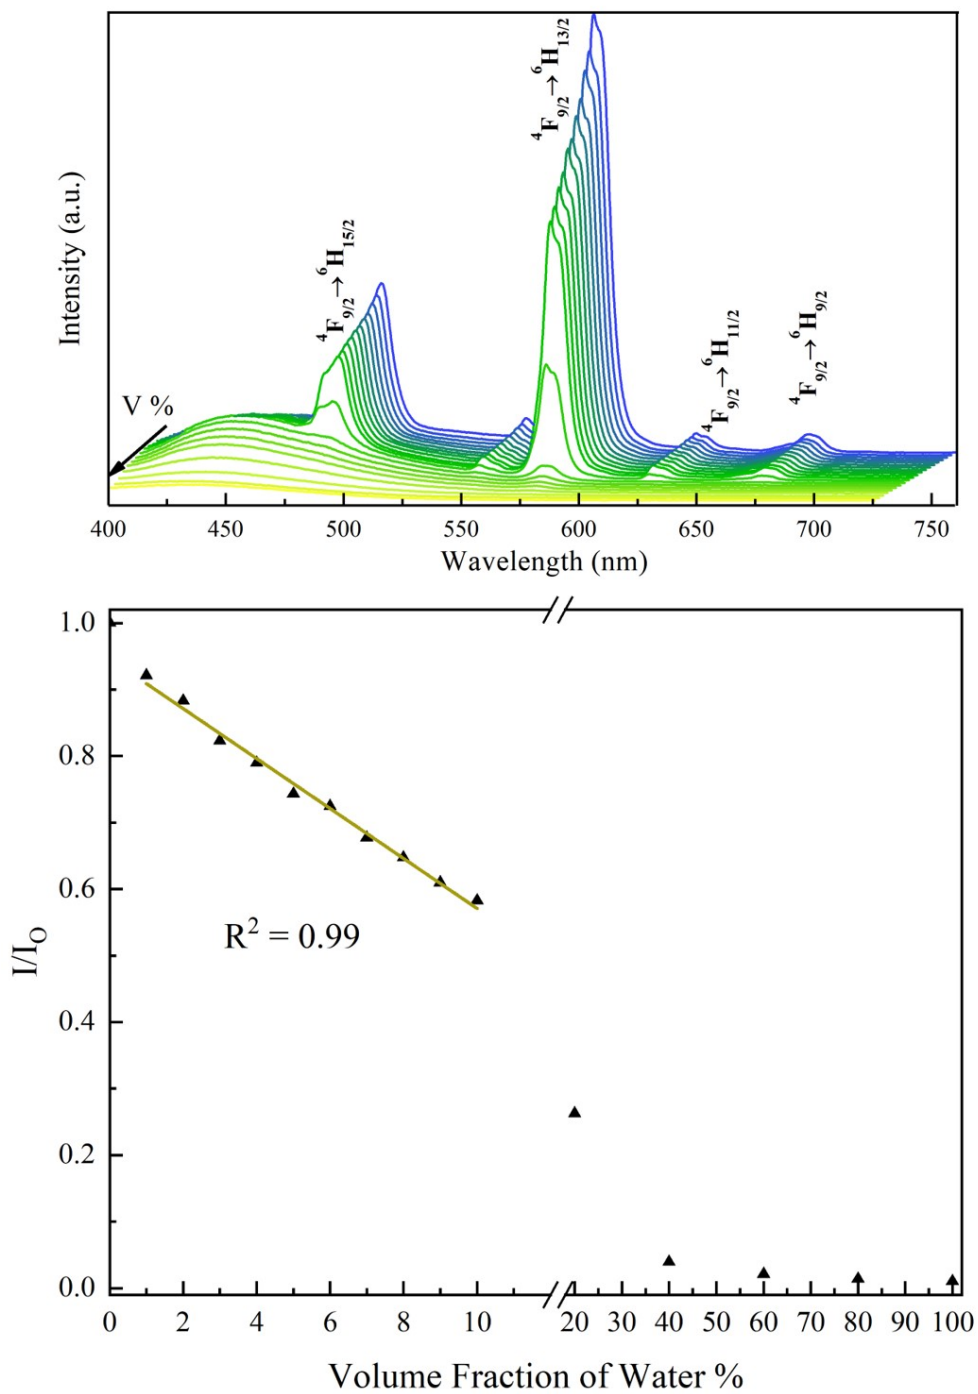 Intensity (a.u.)
V %
⁴F₉/₂→⁶H₁₅/₂
⁴F₉/₂→⁶H₁₃/₂
⁴F₉/₂→⁶H₁₁/₂
⁴F₉/₂→⁶H₉/₂
400 450 500 550 600 650 700 750
Wavelength (nm)
1.0
0.8
0.6
0.4
0.2
0.0
I/I₀
R² = 0.99
0 2 4 6 8 10 20 30 40 50 60 70 80 90 100
Volume Fraction of Water %